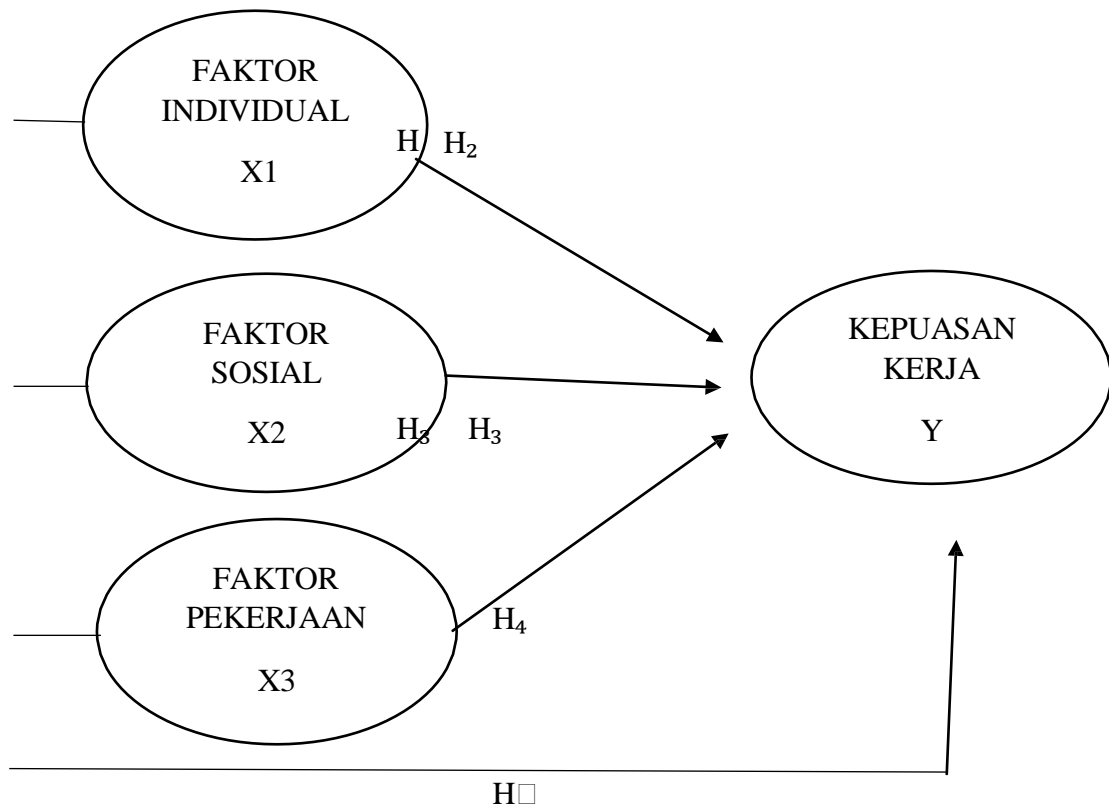 FAKTOR
INDIVIDUAL
X1
H H₂
FAKTOR
SOSIAL
X2
H₃ H₃
KEPUASAN
KERJA
Y
FAKTOR
PEKERJAAN
X3
H₄
H□